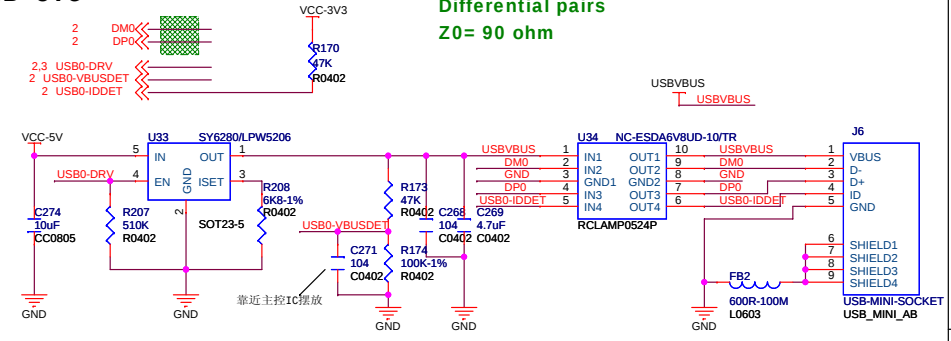 Differential pairs
Z0= 90 ohm
VCC-3V3
2 DM0
2 DP0
R170
47K
R0402
2,3 USB0-DRV
2 USB0-VBUSDET
2 USB0-IDDET
USBVBUS
USBVBUS
VCC-5V
U33 SY6280/LPW5206
5 IN OUT 1
USB0-DRV 4 EN ISET 3
GND
2
SOT23-5
C274
10uF
CC0805
R207
510K
R0402
R208
6K8-1%
R0402
R173
47K
R0402
USB0-VBUSDET
C271
104
C0402
R174
100K-1%
R0402
C268
104
C0402
C269
4.7uF
C0402
靠近主控IC摆放
U34 NC-ESDA6V8UD-10/TR
USBVBUS 1 IN1 OUT1 10 USBVBUS
DM0 2 IN2 OUT2 9 DM0
GND 3 GND1 GND2 8 GND
DP0 4 IN3 OUT3 7 DP0
USB0-IDDET 5 IN4 OUT4 6 USB0-IDDET
RCLAMP0524P
J6
1 VBUS
2 D-
3 D+
4 ID
5 GND
6 SHIELD1
7 SHIELD2
8 SHIELD3
9 SHIELD4
USB-MINI-SOCKET
USB_MINI_AB
FB2
600R-100M
L0603
GND
GND
GND
GND
GND